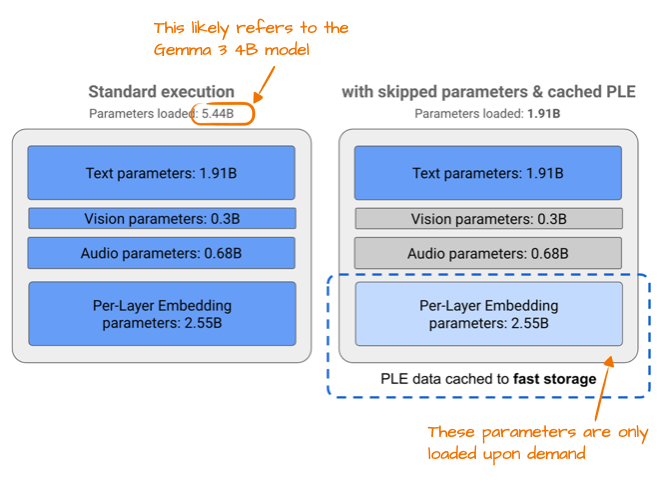 This likely refers to the
Gemma 3 4B model
Standard execution
Parameters loaded: 5.44B
Text parameters: 1.91B
Vision parameters: 0.3B
Audio parameters: 0.68B
Per-Layer Embedding
parameters: 2.55B
with skipped parameters & cached PLE
Parameters loaded: 1.91B
Text parameters: 1.91B
Vision parameters: 0.3B
Audio parameters: 0.68B
Per-Layer Embedding
parameters: 2.55B
PLE data cached to fast storage
These parameters are only
loaded upon demand